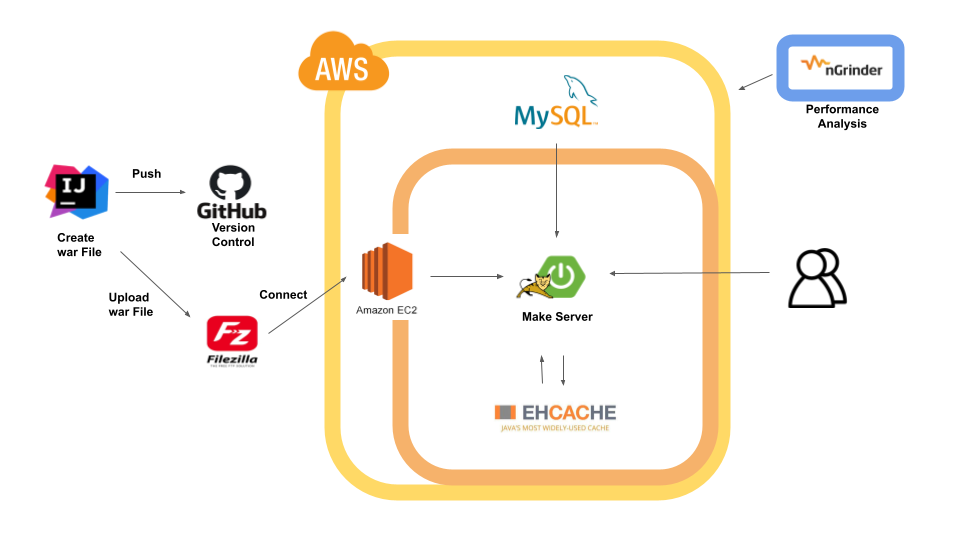 AWS
nGrinder
Performance
Analysis
MySQL
Push
IJ
GitHub
Version
Control
Create
war File
Upload
war File
Connect
Fz
Filezilla
THE FREE FTP SOLUTION
Amazon EC2
Make Server
EHCACHE
JAVA'S MOST WIDELY-USED CACHE